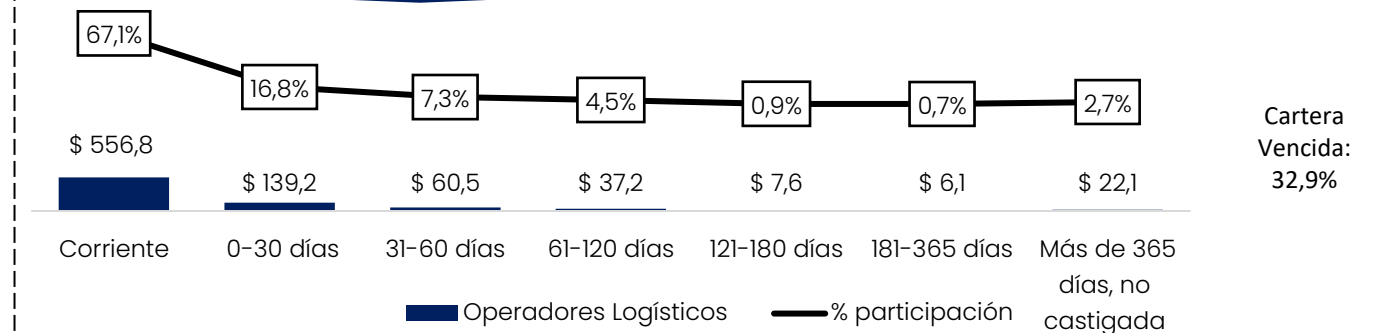 67,1%
16,8%
7,3%
4,5%
0,9%
0,7%
2,7%
$ 556,8
$ 139,2
$ 60,5
$ 37,2
$ 7,6
$ 6,1
$ 22,1
Cartera
Vencida:
32,9%
Corriente
0-30 días
31-60 días
61-120 días
121-180 días
181-365 días
Más de 365
días, no
castigada
Operadores Logísticos
% participación